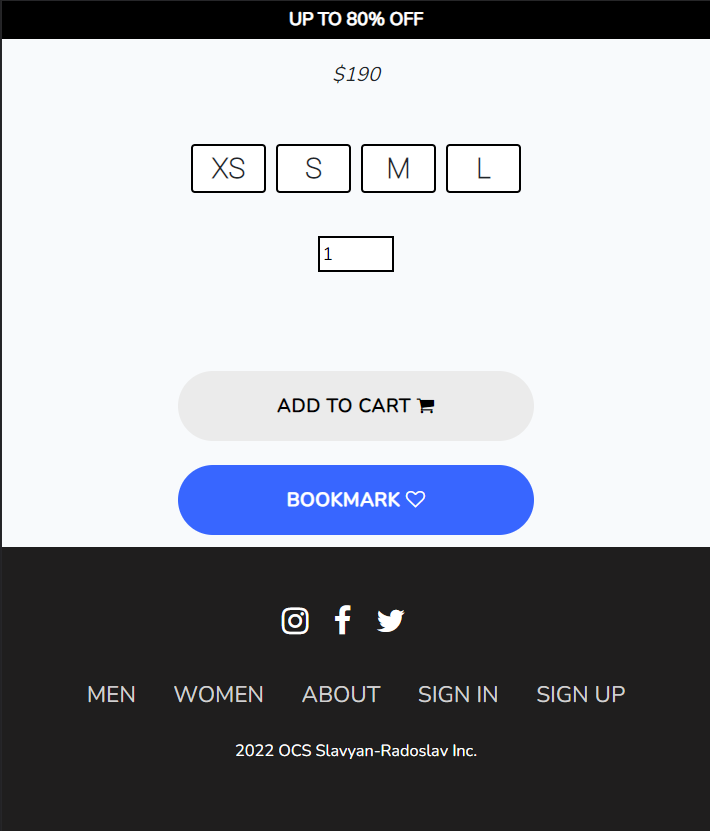 UP TO 80% OFF
$190
XS S M L
1
ADD TO CART
BOOKMARK
MEN WOMEN ABOUT SIGN IN SIGN UP
2022 OCS Slavyan-Radoslav Inc.